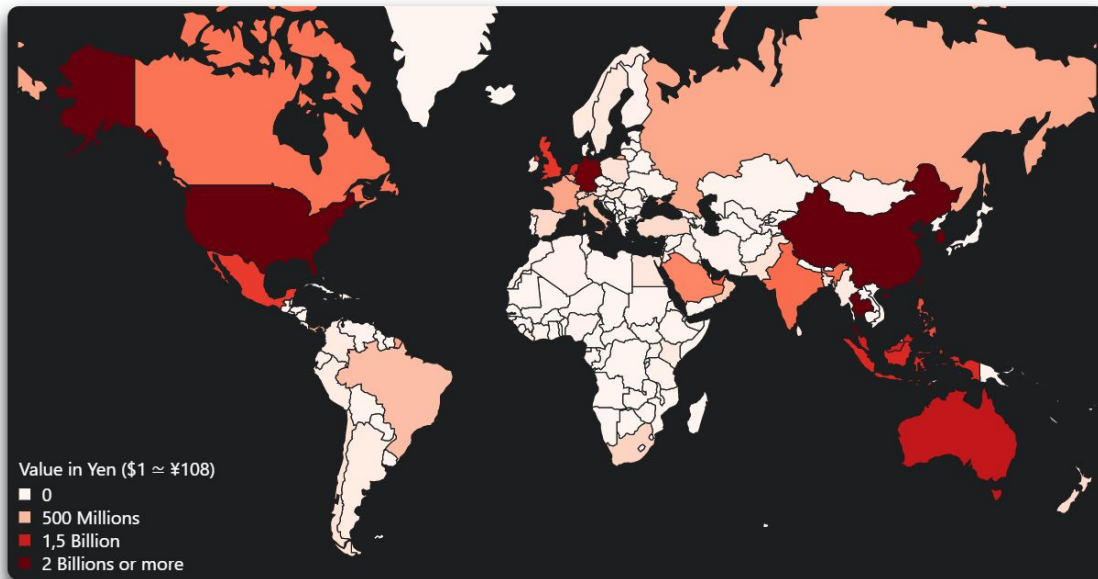 Value in Yen ($1 ≃ ¥108)
0
500 Millions
1,5 Billion
2 Billions or more